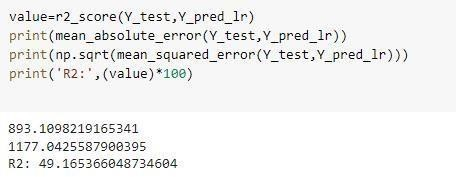 value=r2_score(Y_test,Y_pred_lr)
print(mean_absolute_error(Y_test,Y_pred_lr))
print(np.sqrt(mean_squared_error(Y_test,Y_pred_lr)))
print('R2:',(value)*100)
893.1098219165341
1177.0425587900395
R2: 49.165366048734604